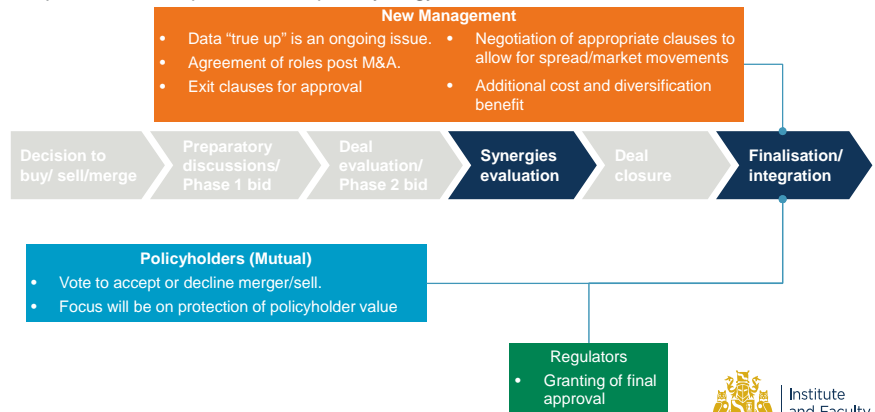 New Management
• Data “true up” is an ongoing issue.
• Agreement of roles post M&A.
• Exit clauses for approval
• Negotiation of appropriate clauses to
allow for spread/market movements
• Additional cost and diversification
benefit
Decision to
buy/ sell/merge
Preparatory
discussions/
Phase 1 bid
Deal
evaluation/
Phase 2 bid
Synergies
evaluation
Deal
closure
Finalisation/
integration
Policyholders (Mutual)
• Vote to accept or decline merger/sell.
• Focus will be on protection of policyholder value
Regulators
• Granting of final
approval
Institute
and Faculty